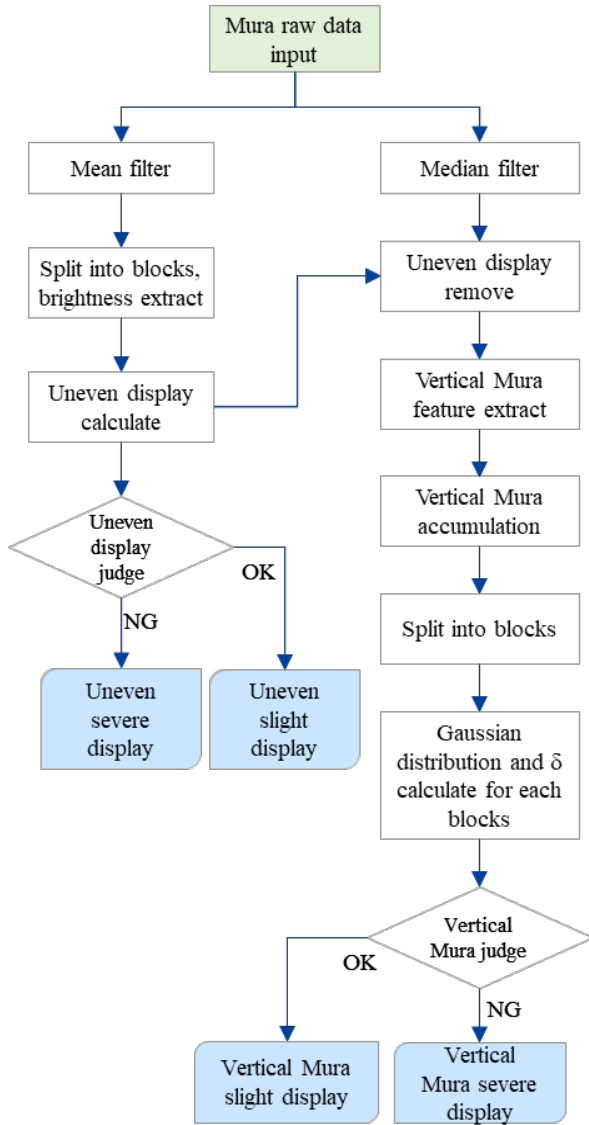 Mura raw data
input
Mean filter
Median filter
Split into blocks,
brightness extract
Uneven display
remove
Uneven display
calculate
Vertical Mura
feature extract
Uneven
display
judge
OK
NG
Vertical Mura
accumulation
Split into blocks
Uneven
severe
display
Uneven
slight
display
Gaussian
distribution and δ
calculate for each
blocks
Vertical
Mura judge
OK
NG
Vertical Mura
slight display
Vertical
Mura severe
display